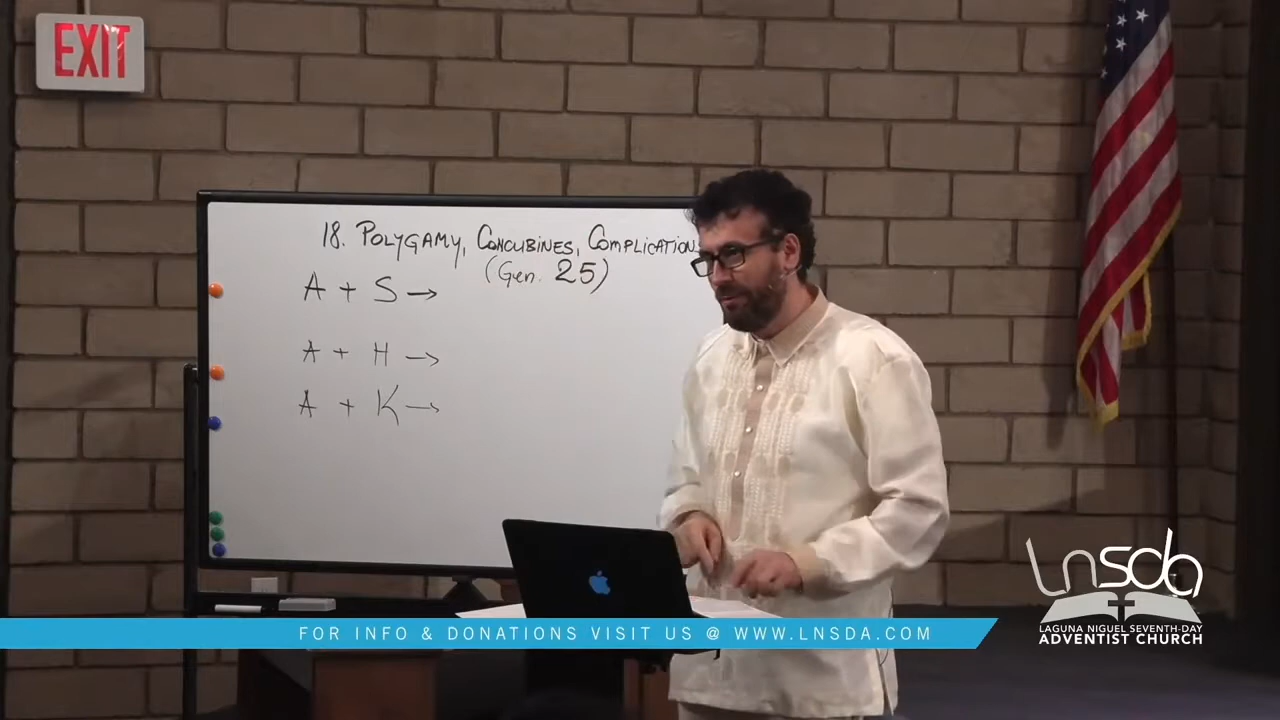 EXIT
18. POLYGAMY, CONCUBINES, COMPLICATIONS
(Gen. 25)
A + S →
A + H →
A + K →
FOR INFO & DONATIONS VISIT US @ WWW.LNSDA.COM
LNSDA
LAGUNA NIGUEL SEVENTH-DAY
ADVENTIST CHURCH